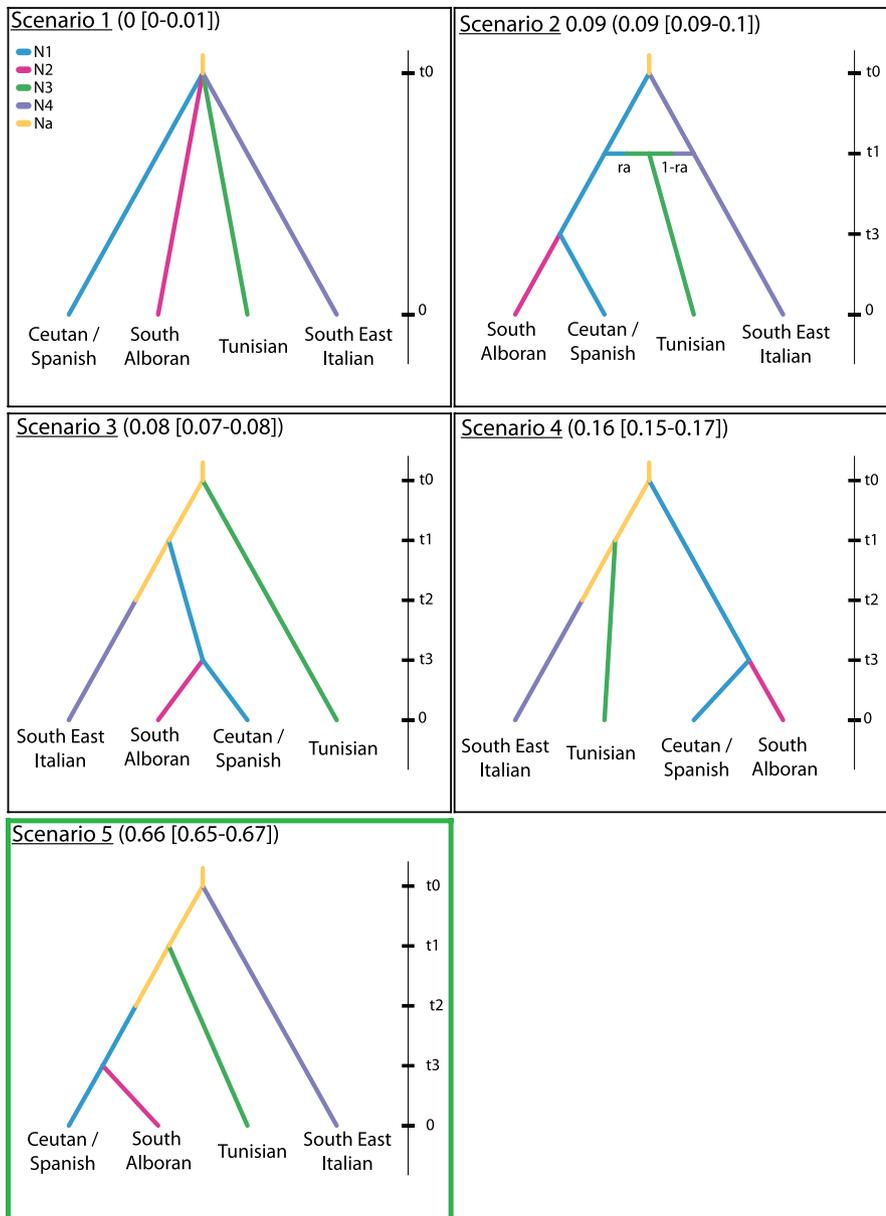 Scenario 1 (0 [0-0.01])
N1
N2
N3
N4
Na
t0
0
Ceutan /
Spanish
South
Alboran
Tunisian
South East
Italian
Scenario 2 0.09 (0.09 [0.09-0.1])
t0
t1
ra
1-ra
t3
0
South
Alboran
Ceutan /
Spanish
Tunisian
South East
Italian
Scenario 3 (0.08 [0.07-0.08])
t0
t1
t2
t3
0
South East
Italian
South
Alboran
Ceutan /
Spanish
Tunisian
Scenario 4 (0.16 [0.15-0.17])
t0
t1
t2
t3
0
South East
Italian
Tunisian
Ceutan /
Spanish
South
Alboran
Scenario 5 (0.66 [0.65-0.67])
t0
t1
t2
t3
0
Ceutan /
Spanish
South
Alboran
Tunisian
South East
Italian